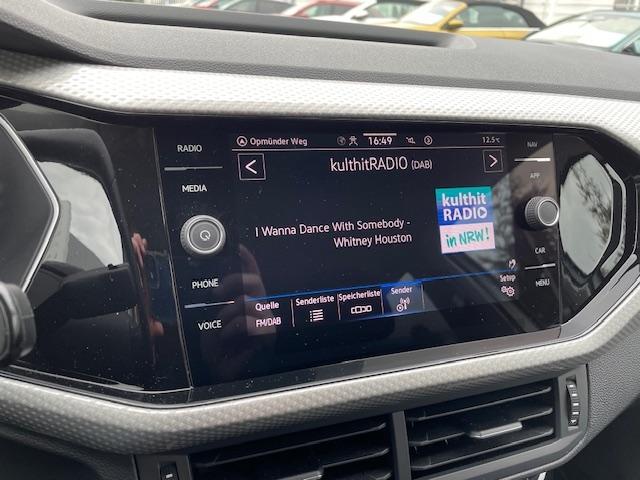 RADIO
MEDIA
PHONE
VOICE
Opmünder Weg
16:49
12.5°C
kulthitRADIO (DAB)
I Wanna Dance With Somebody -
Whitney Houston
kulthit
RADIO
in NRW!
Quelle
FM/DAB
Senderliste
Speicherliste
Sender
Setup
NAV
APP
CAR
MENU